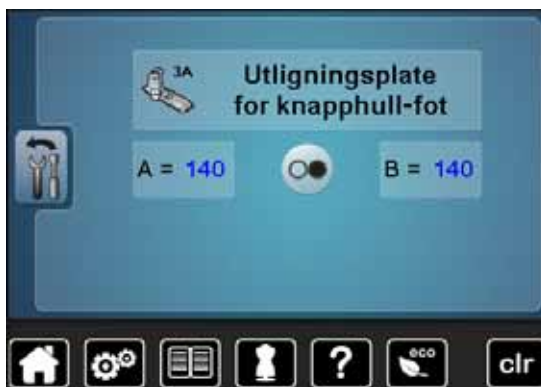 3A
Utligningsplate
for knapphull-fot
A = 140
B = 140
?
eco
clr